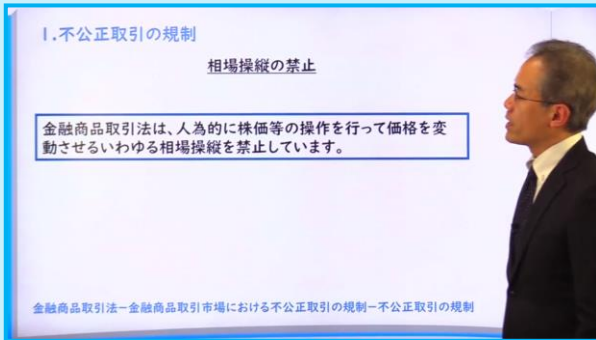 1.不公正取引の規制
相場操縦の禁止
金融商品取引法は、人為的に株価等の操作を行って価格を変
動させるいわゆる相場操縦を禁止しています。
金融商品取引法－金融商品取引市場における不公正取引の規制－不公正取引の規制